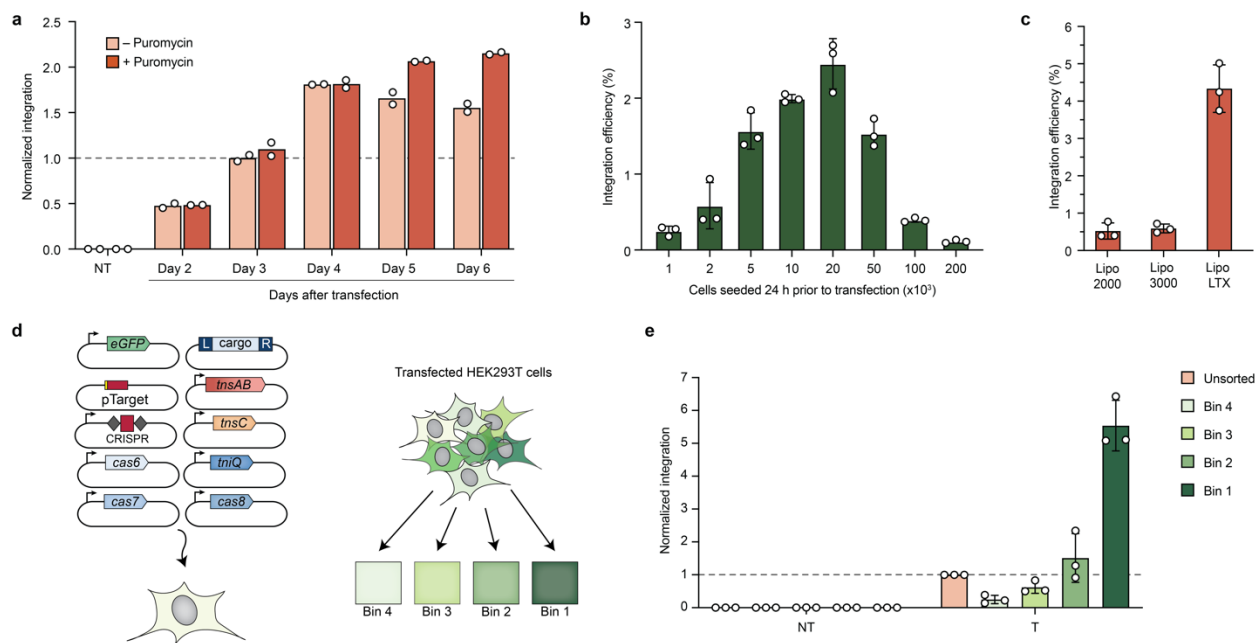 a
Normalized integration
2.5
2.0
1.5
1.0
0.5
0.0
– Puromycin
+ Puromycin
NT
Day 2
Day 3
Day 4
Day 5
Day 6
Days after transfection
b
Integration efficiency (%)
3
2
1
0
1
2
5
10
20
50
100
200
Cells seeded 24 h prior to transfection (x10³)
c
Integration efficiency (%)
6
5
4
3
2
1
0
Lipo
2000
Lipo
3000
Lipo
LTX
d
eGFP
L cargo R
pTarget
tnsAB
CRISPR
tnsC
cas6
tniQ
cas7
cas8
Transfected HEK293T cells
Bin 4
Bin 3
Bin 2
Bin 1
e
Normalized integration
7
6
5
4
3
2
1
0
NT
T
Unsorted
Bin 4
Bin 3
Bin 2
Bin 1